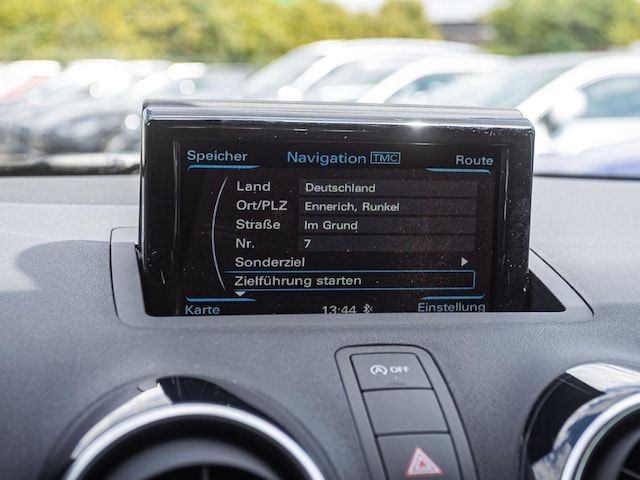 Speicher Navigation TMC Route
Land Deutschland
Ort/PLZ Ennerich, Runkel
Straße Im Grund
Nr. 7
Sonderziel
Zielführung starten
Karte 13:44 Einstellung
OFF